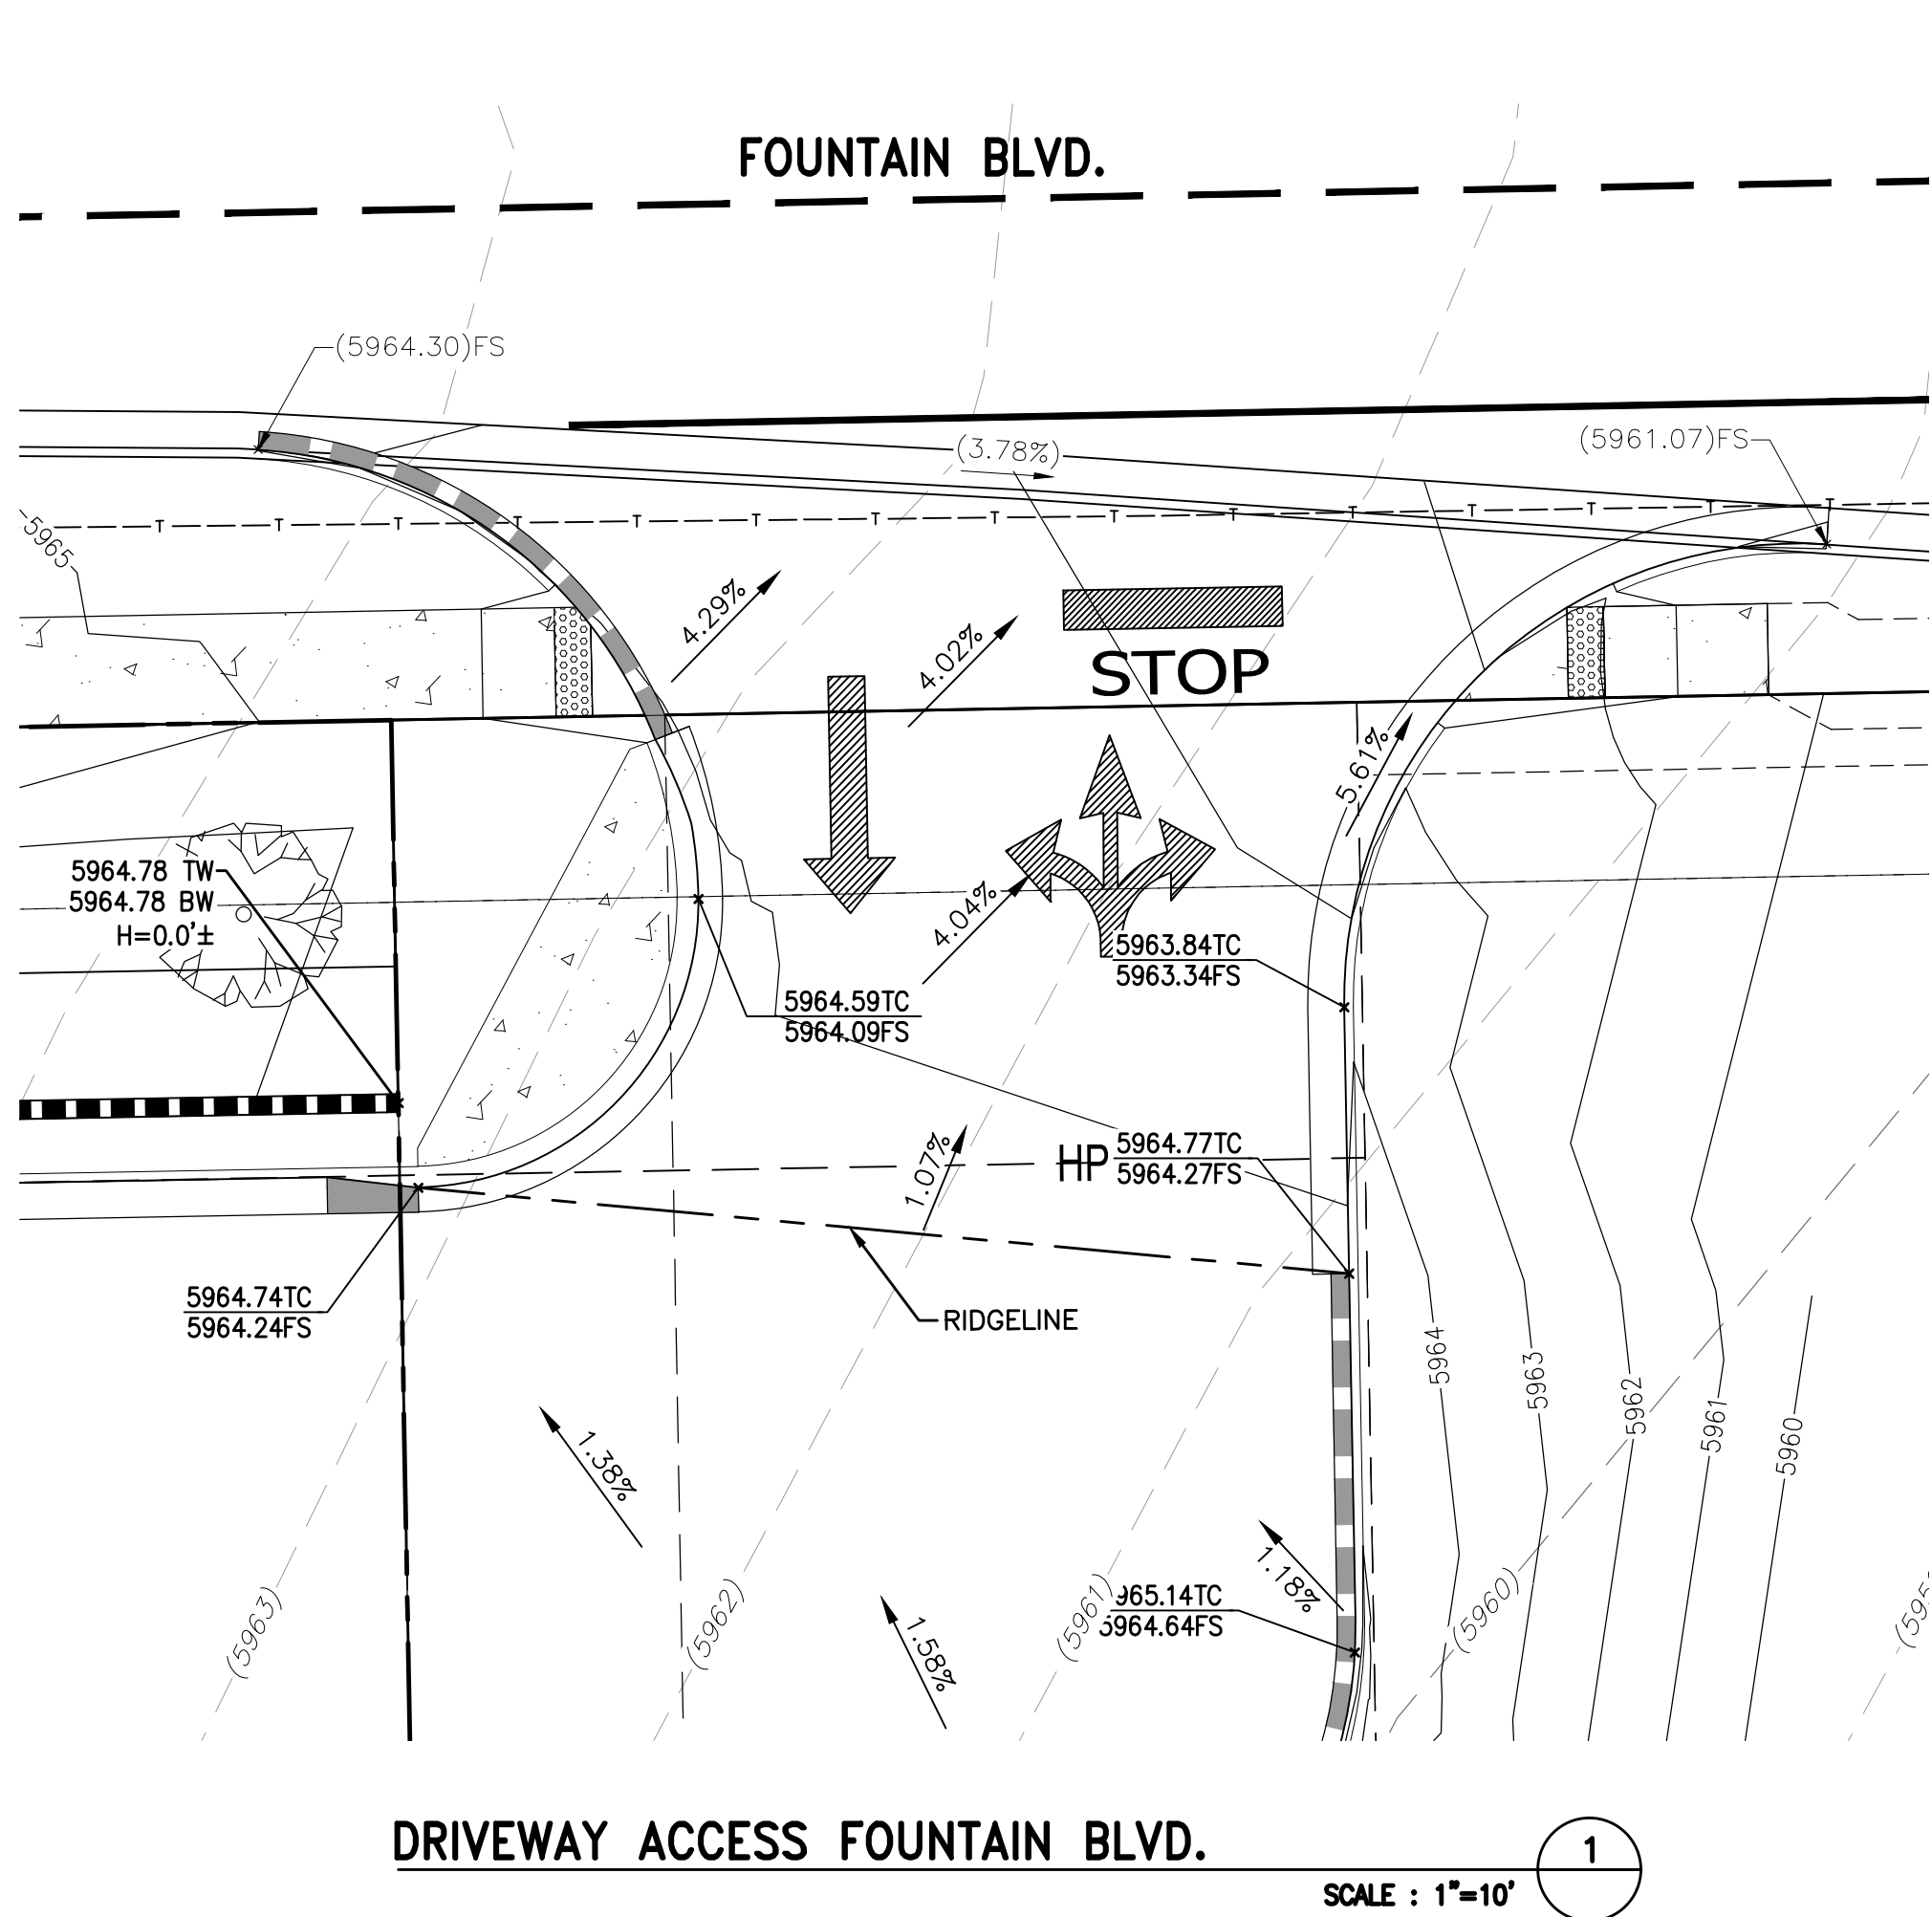 FOUNTAIN BLVD.
(5964.30)FS
(3.78%)
(5961.07)FS
5965
T T T T T T T T T T T T T T T
4.29%
4.02%
STOP
5.61%
5964.78 TW
5964.78 BW
H=0.0'±
4.04%
5963.84TC
5963.34FS
5964.59TC
5964.09FS
1.07%
HP
5964.77TC
5964.27FS
5964.74TC
5964.24FS
RIDGELINE
5964
5963
5962
5961
5960
1.38%
1.18%
965.14TC
5964.64FS
1.58%
(5963)
(5962)
(5961)
(5960)
DRIVEWAY ACCESS FOUNTAIN BLVD.
1
SCALE : 1"=10'